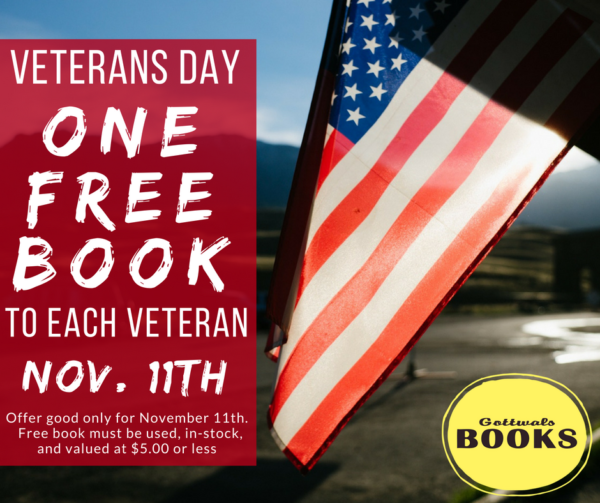 VETERANS DAY
ONE
FREE
BOOK
TO EACH VETERAN
NOV. 11TH
Offer good only for November 11th.
Free book must be used, in-stock,
and valued at $5.00 or less
Gottwals
BOOKS